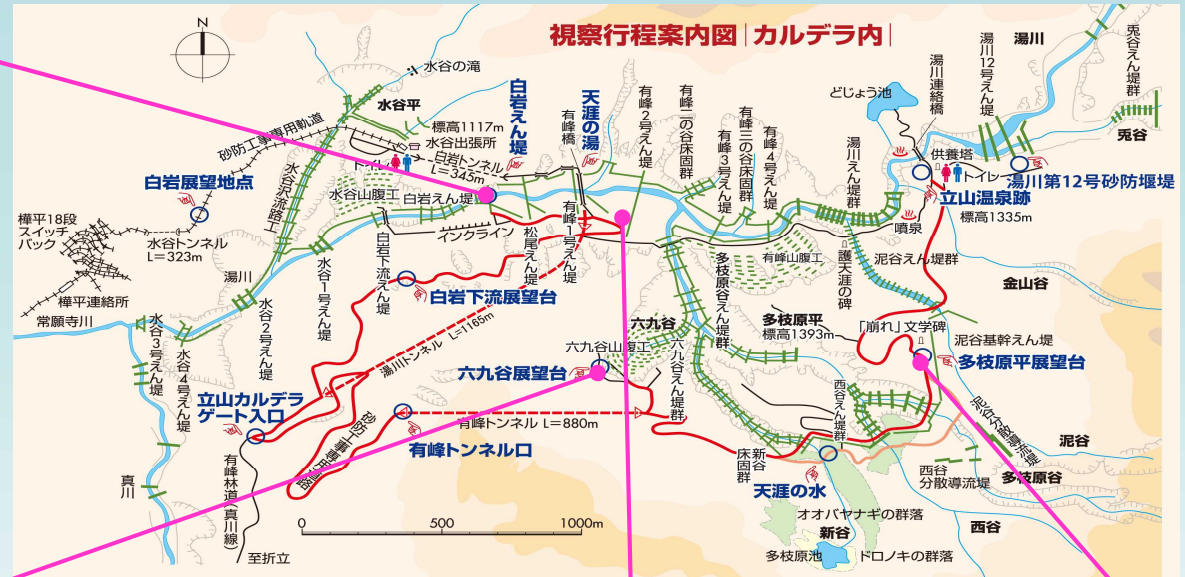 視察行程案内図|カルデラ内|
N
水谷の滝
水谷平
標高1117m
水谷出張所
トイレ
白岩トンネル
L=345m
砂防工事専用軌道
白岩えん堤
天涯の湯
有峰橋
有峰2号えん堤
有峰二の谷床固群
有峰三の谷床固群
有峰3号えん堤
有峰4号えん堤
どじょう池
湯川連絡橋
湯川12号えん堤
湯川
兎谷えん堤群
兎谷
湯川えん堤群
供養塔
トイレ
湯川第12号砂防堰堤
立山温泉跡
標高1335m
噴泉
白岩展望地点
水谷沢流路工
水谷山腹工
白岩えん堤
樺平18段
スイッチ
バック
水谷トンネル
L=323m
樺平連絡所
常願寺川
湯川
インクライン
松尾えん堤
有峰1号えん堤
白岩下流えん堤
白岩下流展望台
水谷1号えん堤
水谷2号えん堤
水谷3号えん堤
水谷4号えん堤
有峰山腹工
護天涯の碑
泥谷えん堤群
金山谷
多枝原谷えん堤群
多枝原平
標高1393m
「崩れ」文学碑
泥谷基幹えん堤
多枝原平展望台
湯川トンネル L=1165m
六九谷
六九谷山腹工
六九谷展望台
六九谷えん堤群
立山カルデラ
ゲート入口
砂防工事専用道路
有峰トンネル L=880m
有峰トンネル口
西谷えん堤群
泥谷分散導流堤
泥谷
多枝原谷
西谷
分散導流堤
西谷
新谷
床固群
天涯の水
オオバヤナギの群落
新谷
多枝原池
ドロノキの群落
真川
有峰林道(真川線)
至折立
0 500 1000m